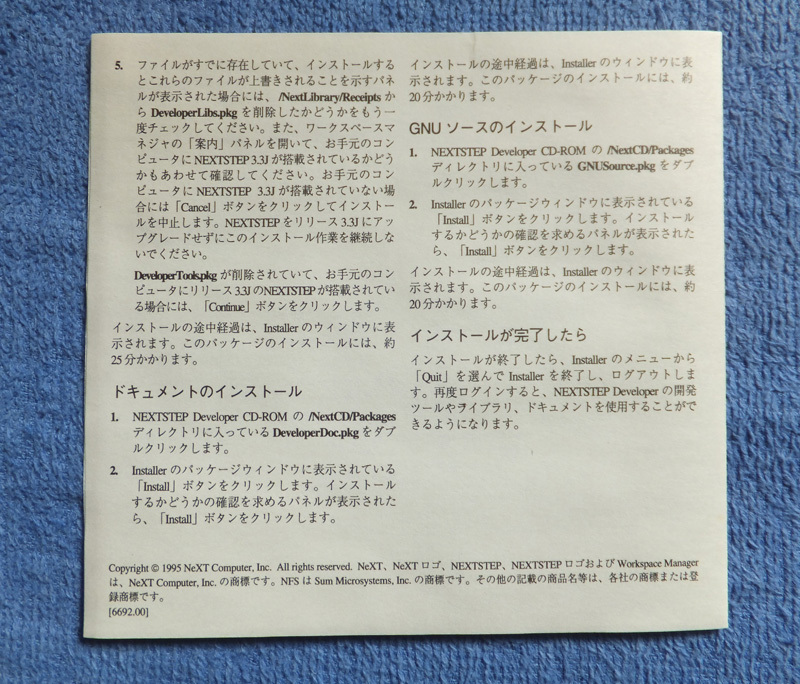 5. ファイルがすでに存在していて、インストールする
とこれらのファイルが上書きされることを示すパネ
ルが表示された場合には、/NextLibrary/Receipts か
ら DeveloperLibs.pkg を削除したかどうかをもう一
度チェックしてください。また、ワークスペースマ
ネジャの「案内」パネルを開いて、お手元のコン
ピュータに NEXTSTEP 3.3J が搭載されているかどう
かもあわせて確認してください。お手元のコン
ピュータに NEXTSTEP 3.3J が搭載されていない場
合には「Cancel」ボタンをクリックしてインストー
ルを中止します。NEXTSTEP をリリース 3.3J にアッ
プグレードせずにこのインストール作業を継続しな
いでください。
DeveloperTools.pkg が削除されていて、お手元のコン
ピュータにリリース 3.3J のNEXTSTEP が搭載されてい
る場合には、「Continue」ボタンをクリックします。
インストールの途中経過は、Installer のウィンドウに表
示されます。このパッケージのインストールには、約
25分かかります。
ドキュメントのインストール
1. NEXTSTEP Developer CD-ROM の /NextCD/Packages
ディレクトリに入っている DeveloperDoc.pkg をダブ
ルクリックします。
2. Installer のパッケージウィンドウに表示されている
「Install」ボタンをクリックします。インストール
するかどうかの確認を求めるパネルが表示された
ら、「Install」ボタンをクリックします。
インストールの途中経過は、Installer のウィンドウに表
示されます。このパッケージのインストールには、約
20分かかります。
GNU ソースのインストール
1. NEXTSTEP Developer CD-ROM の /NextCD/Packages
ディレクトリに入っている GNUSource.pkg をダブ
ルクリックします。
2. Installer のパッケージウィンドウに表示されている
「Install」ボタンをクリックします。インストール
するかどうかの確認を求めるパネルが表示された
ら、「Install」ボタンをクリックします。
インストールの途中経過は、Installer のウィンドウに表
示されます。このパッケージのインストールには、約
20分かかります。
インストールが完了したら
インストールが終了したら、Installer のメニューから
「Quit」を選んで Installer を終了し、ログアウトしま
す。再度ログインすると、NEXTSTEP Developer の開発
ツールやライブラリ、ドキュメントを使用することがで
きるようになります。
Copyright © 1995 NeXT Computer, Inc. All rights reserved. NeXT、NeXT ロゴ、NEXTSTEP、NEXTSTEP ロゴおよび Workspace Manager
は、NeXT Computer, Inc. の商標です。NFS は Sum Microsystems, Inc. の商標です。その他の記載の商品名等は、各社の商標または登
録商標です。
[6692.00]